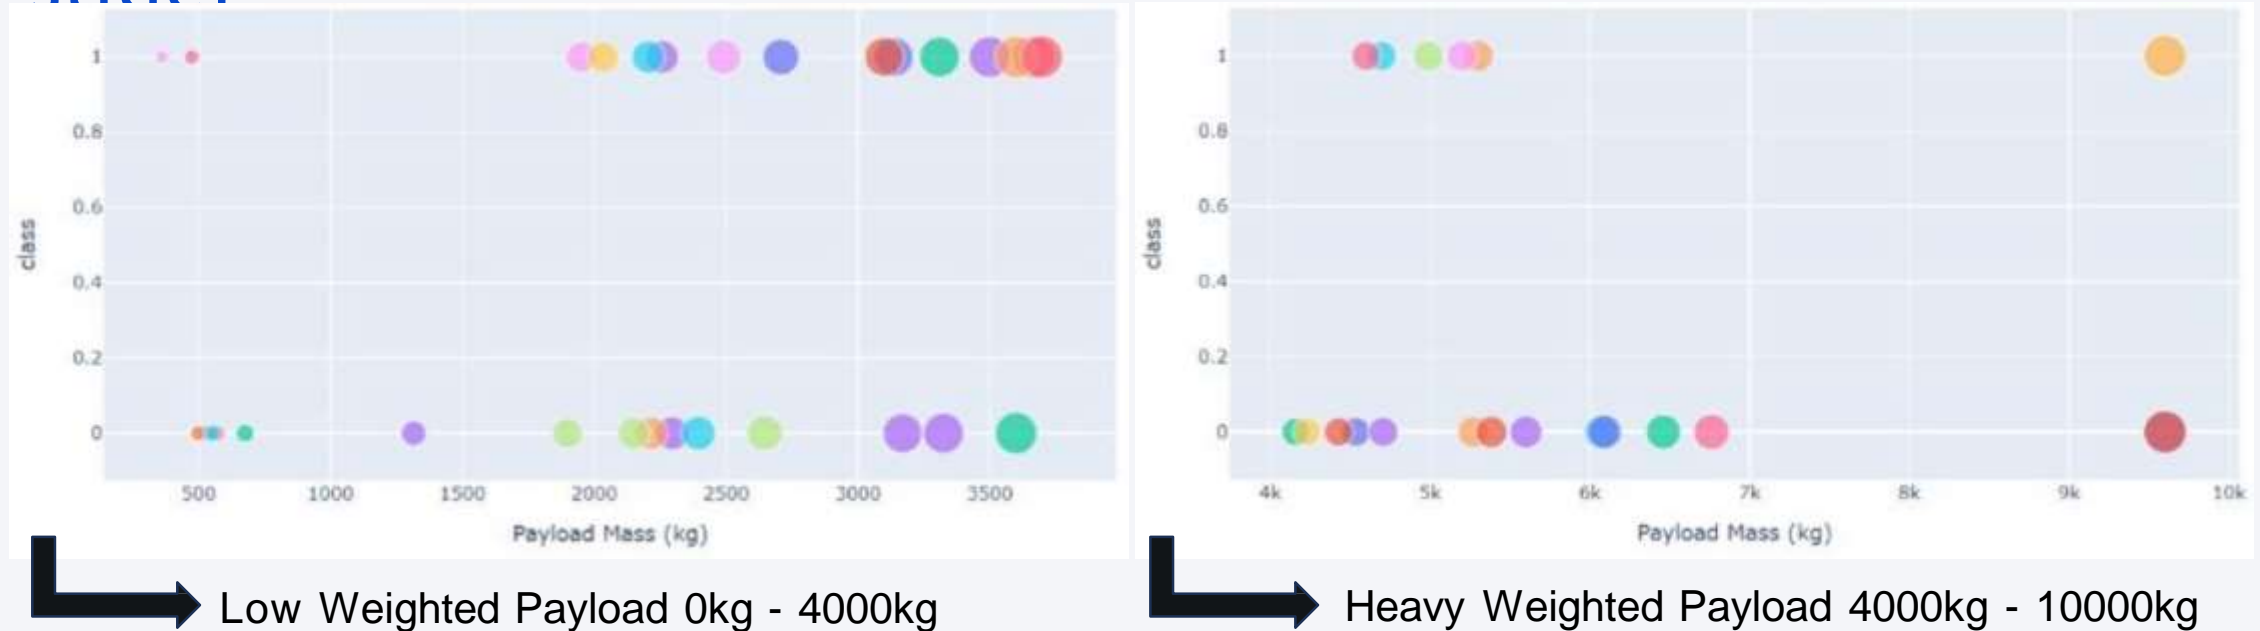 1
0.8
0.6
0.4
0.2
0
class
500 1000 1500 2000 2500 3000 3500
Payload Mass (kg)
Low Weighted Payload 0kg - 4000kg
1
0.8
0.6
0.4
0.2
0
class
4k 5k 6k 7k 8k 9k 10k
Payload Mass (kg)
Heavy Weighted Payload 4000kg - 10000kg